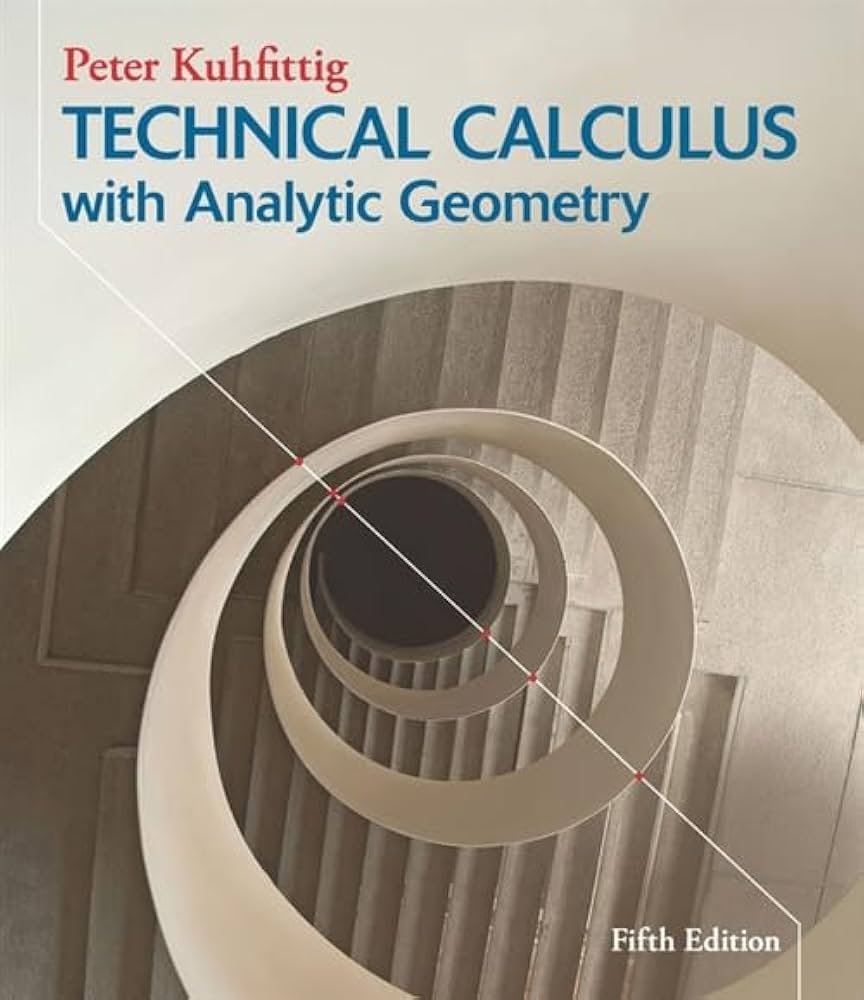 Peter Kuhfittig
TECHNICAL CALCULUS
with Analytic Geometry
Fifth Edition